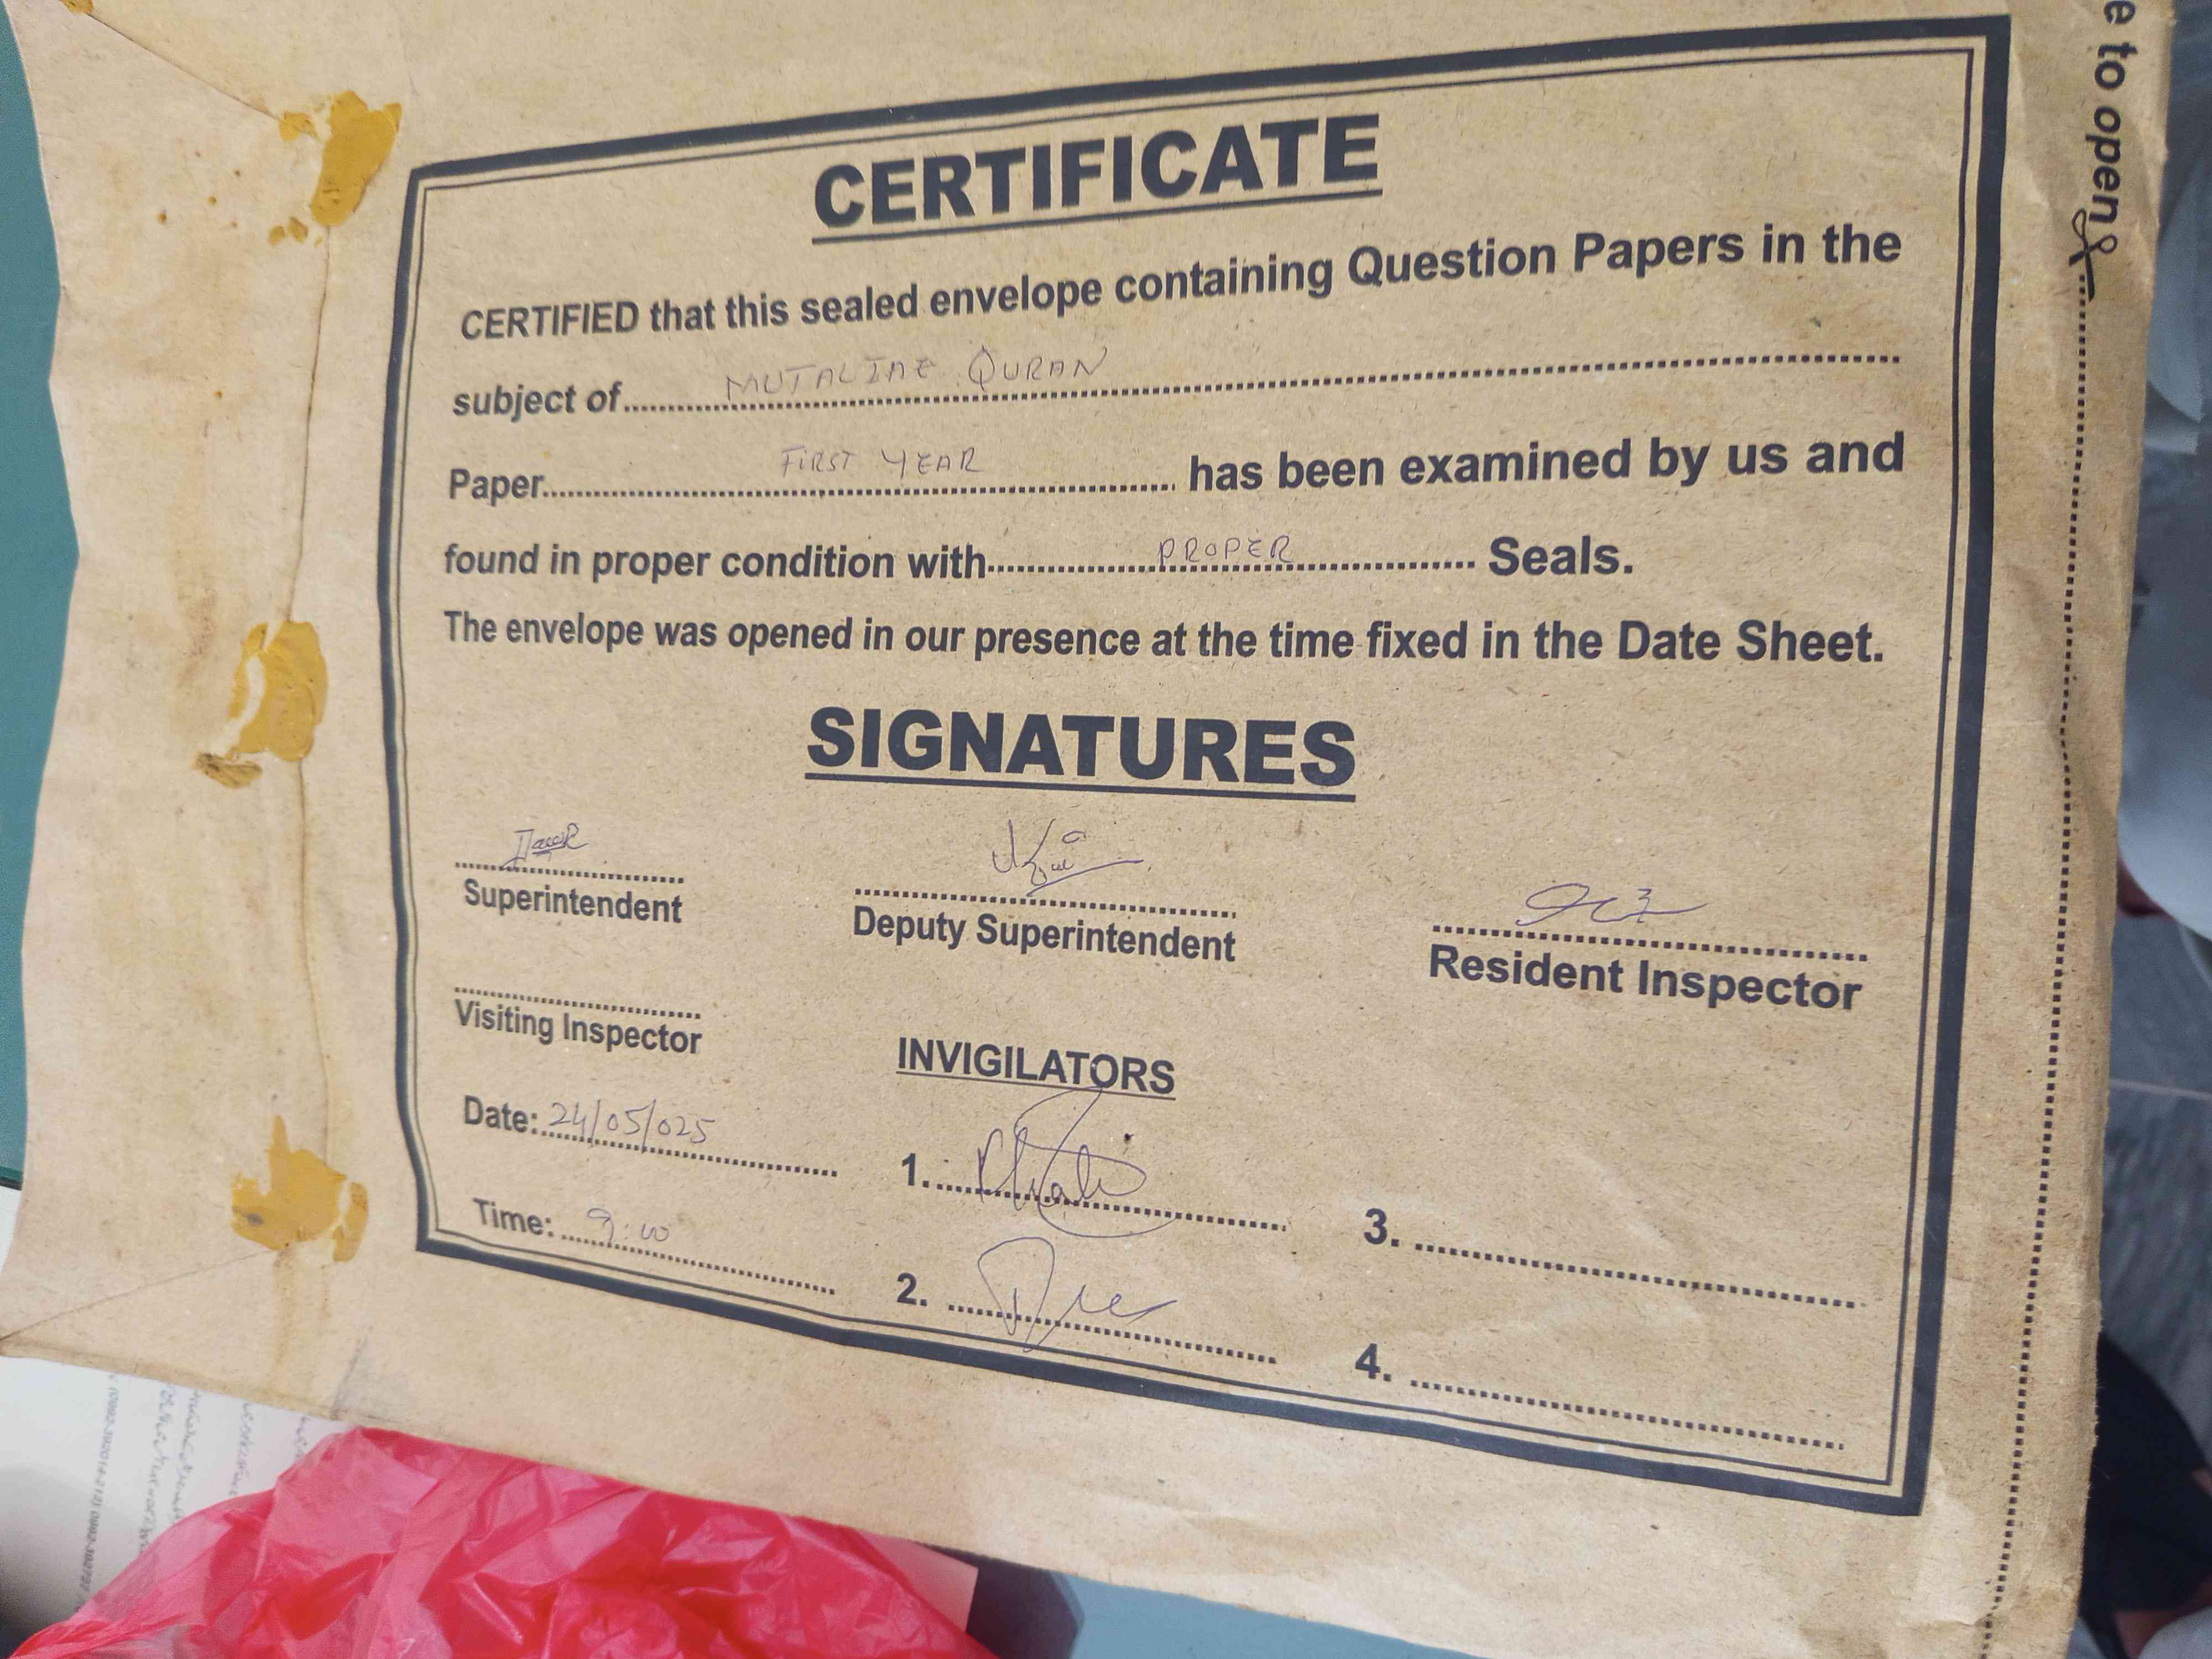 e to open
CERTIFICATE
CERTIFIED that this sealed envelope containing Question Papers in the
subject of MUTALIAE QURAN
Paper FIRST YEAR has been examined by us and
found in proper condition with PROPER Seals.
The envelope was opened in our presence at the time fixed in the Date Sheet.
SIGNATURES
Superintendent
Deputy Superintendent
Resident Inspector
Visiting Inspector
INVIGILATORS
Date: 24/05/025
1.
3.
Time: 9:00
2.
4.